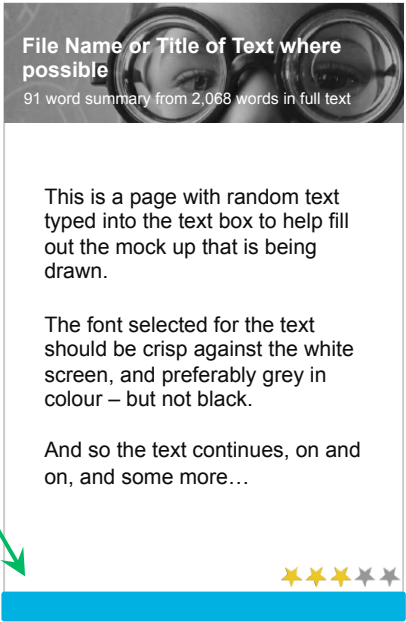 File Name or Title of Text where
possible
91 word summary from 2,068 words in full text
This is a page with random text
typed into the text box to help fill
out the mock up that is being
drawn.
The font selected for the text
should be crisp against the white
screen, and preferably grey in
colour – but not black.
And so the text continues, on and
on, and some more…